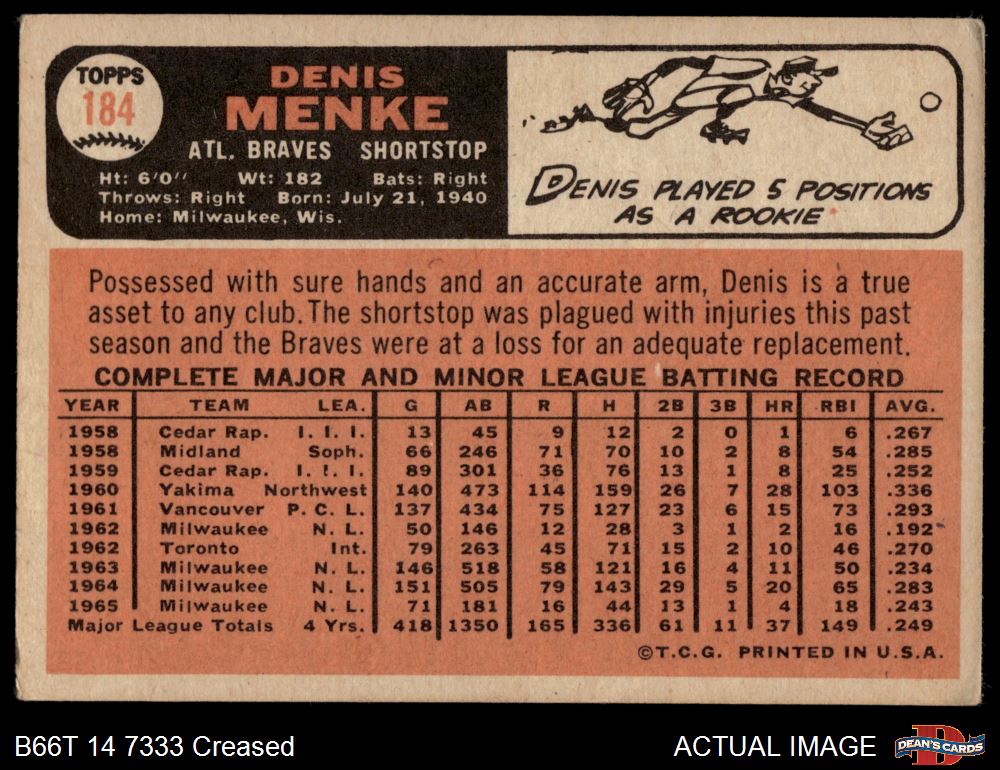 TOPPS
184
DENIS
MENKE
ATL. BRAVES SHORTSTOP
Ht: 6'0" Wt: 182 Bats: Right
Throws: Right Born: July 21, 1940
Home: Milwaukee, Wis.
DENIS PLAYED 5 POSITIONS
AS A ROOKIE
Possessed with sure hands and an accurate arm, Denis is a true
asset to any club. The shortstop was plagued with injuries this past
season and the Braves were at a loss for an adequate replacement.
COMPLETE MAJOR AND MINOR LEAGUE BATTING RECORD
YEAR TEAM LEA. G AB R H 2B 3B HR RBI AVG.
1958 Cedar Rap. I. I. I. 13 45 9 12 2 0 1 6 .267
1958 Midland Soph. 66 246 71 70 10 2 8 54 .285
1959 Cedar Rap. I. I. I. 89 301 36 76 13 1 8 25 .252
1960 Yakima Northwest 140 473 114 159 26 7 28 103 .336
1961 Vancouver P. C. L. 137 434 75 127 23 6 15 73 .293
1962 Milwaukee N. L. 50 146 12 28 3 1 2 16 .192
1962 Toronto Int. 79 263 45 71 15 2 10 46 .270
1963 Milwaukee N. L. 146 518 58 121 16 4 11 50 .234
1964 Milwaukee N. L. 151 505 79 143 29 5 20 65 .283
1965 Milwaukee N. L. 71 181 16 44 13 1 4 18 .243
Major League Totals 4 Yrs. 418 1350 165 336 61 11 37 149 .249
©T.C.G. PRINTED IN U.S.A.
B66T 14 7333 Creased
ACTUAL IMAGE
DEAN'S CARDS